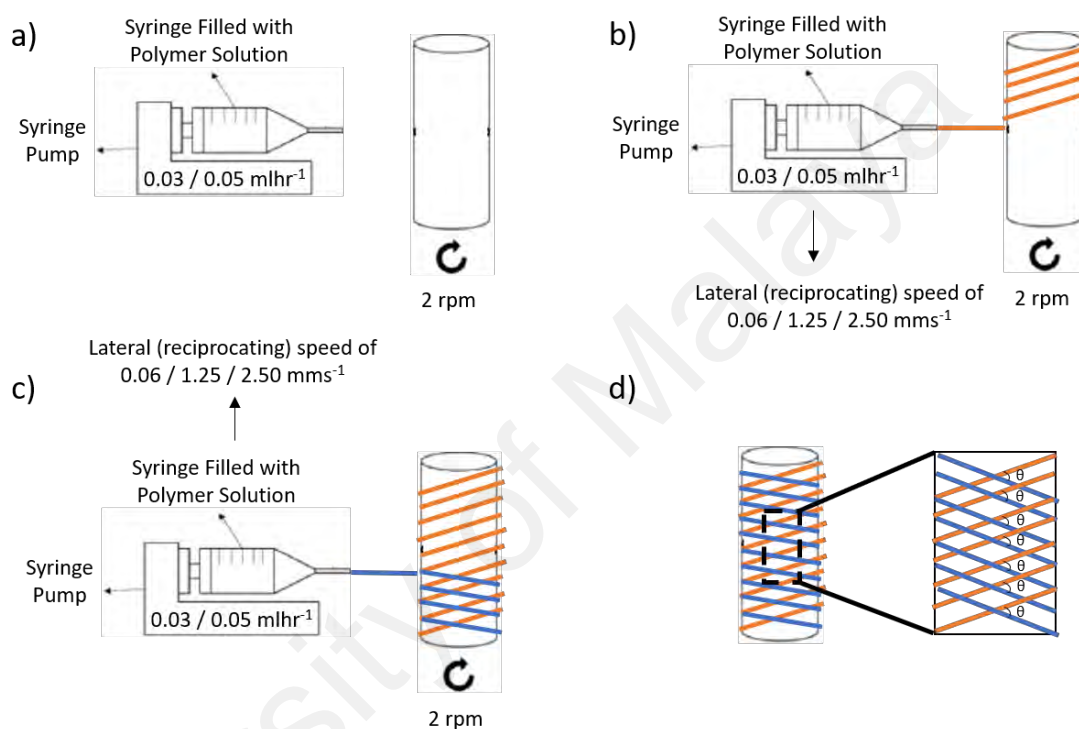 a)
Syringe Filled with
Polymer Solution
Syringe
Pump
0.03 / 0.05 mlhr⁻¹
2 rpm
b)
Syringe Filled with
Polymer Solution
Syringe
Pump
0.03 / 0.05 mlhr⁻¹
Lateral (reciprocating) speed of
0.06 / 1.25 / 2.50 mms⁻¹
2 rpm
Lateral (reciprocating) speed of
0.06 / 1.25 / 2.50 mms⁻¹
c)
Syringe Filled with
Polymer Solution
Syringe
Pump
0.03 / 0.05 mlhr⁻¹
2 rpm
d)
θ
θ
θ
θ
θ
θ
θ
θ
of Malaya